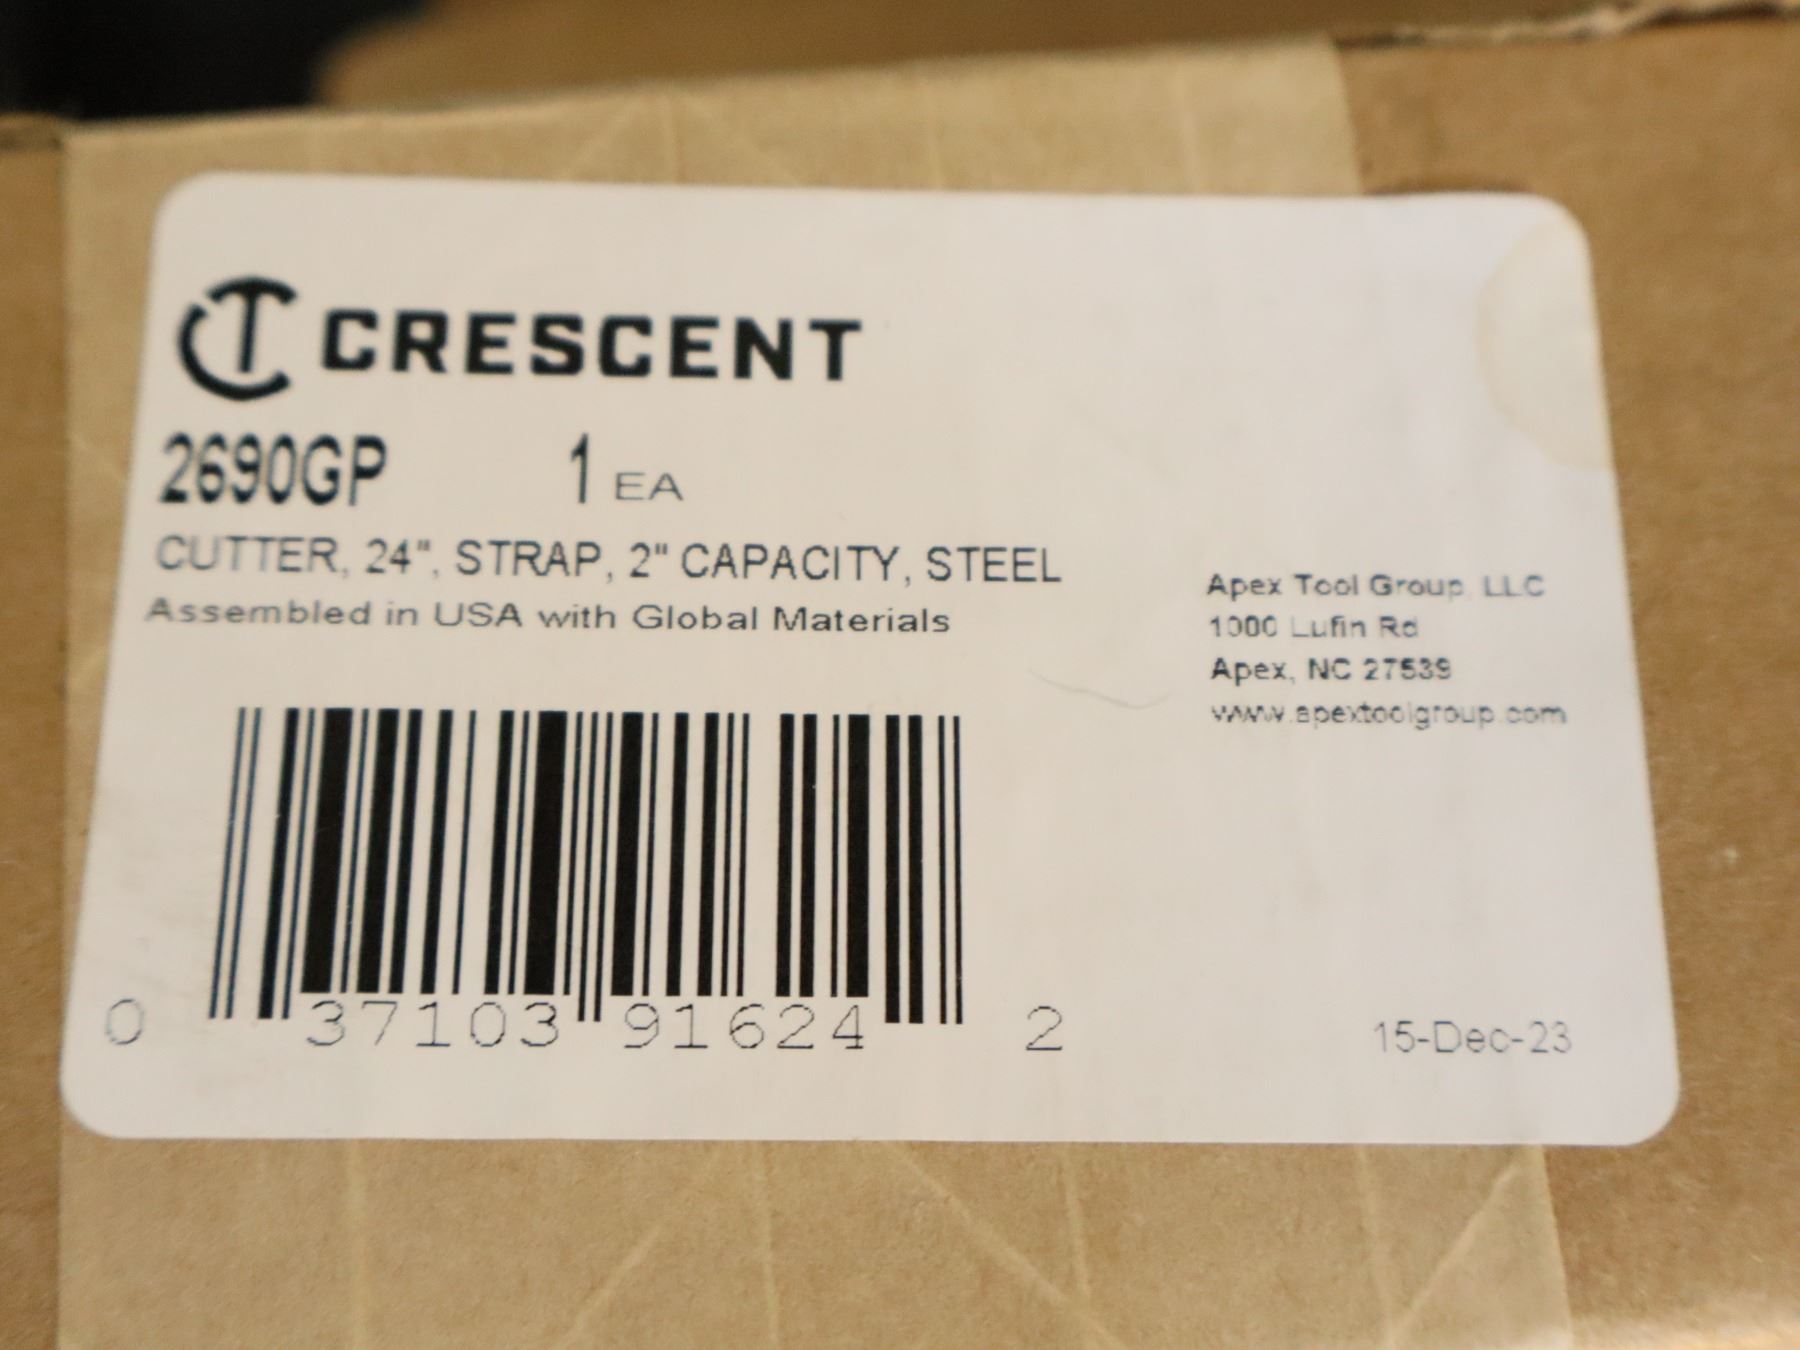 CRESCENT
2690GP 1 EA
CUTTER, 24", STRAP, 2" CAPACITY, STEEL
Assembled in USA with Global Materials
Apex Tool Group, LLC
1000 Lufin Rd
Apex, NC 27539
www.apextoolgroup.com
0 37103 91624 2
15-Dec-23